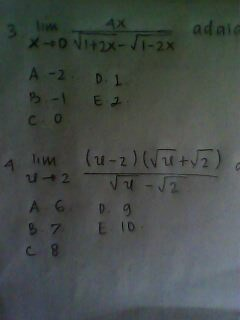 3 lim x→0 4x / √1+2x - √1-2x
A. -2 D. 1
B. -1 E. 2
C. 0
4. lim u→2 (u-2)(√u+√2) / √u - √2
A. 6 D. 9
B. 7 E. 10
C. 8